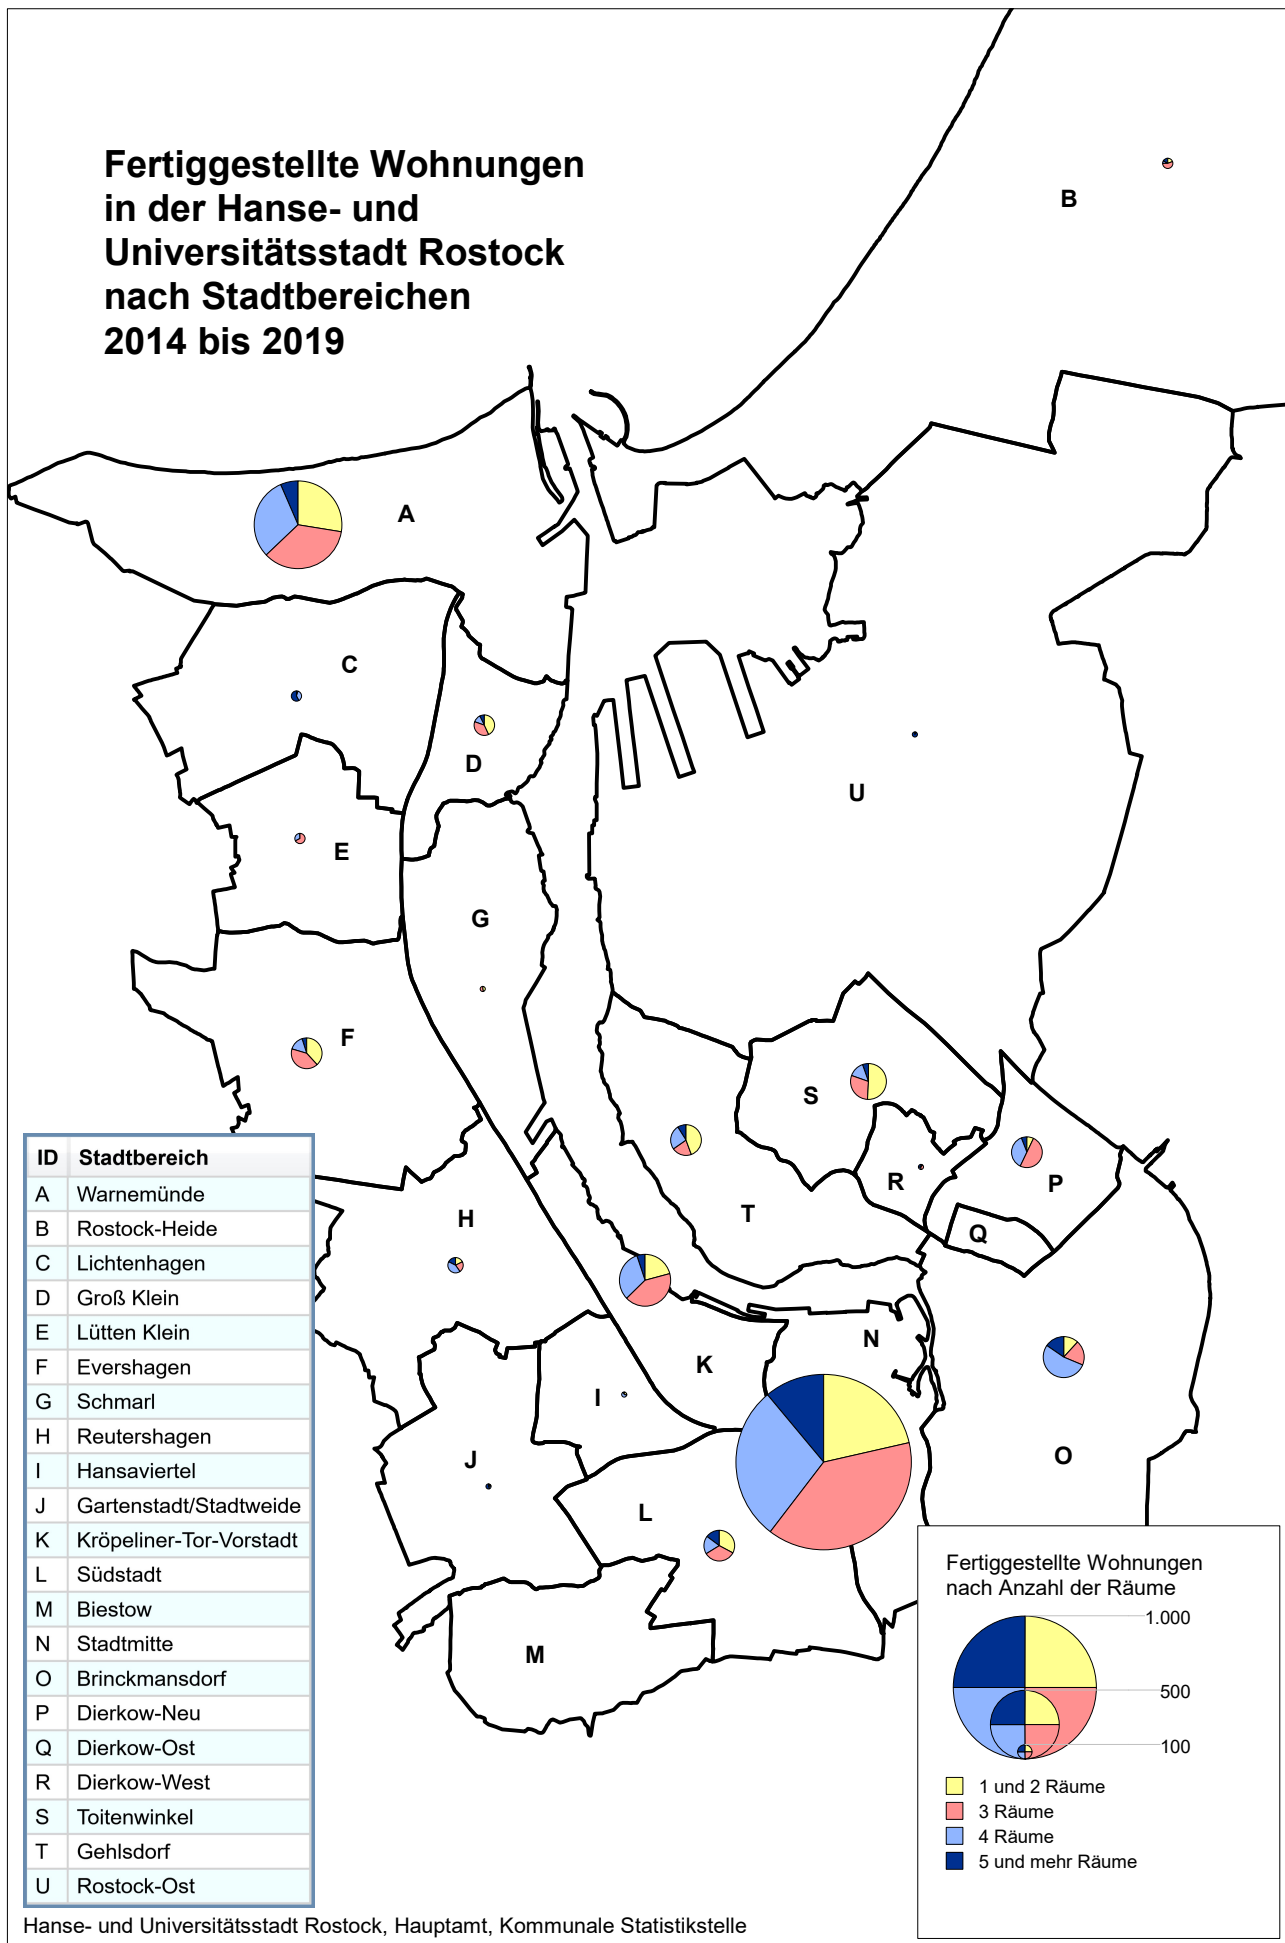 Fertiggestellte Wohnungen
in der Hanse- und
Universitätsstadt Rostock
nach Stadtbereichen
2014 bis 2019
B
A
C
D
U
E
G
F
S
R
P
T
Q
H
N
K
I
J
O
L
M
ID Stadtbereich
A Warnemünde
B Rostock-Heide
C Lichtenhagen
D Groß Klein
E Lütten Klein
F Evershagen
G Schmarl
H Reutershagen
I Hansaviertel
J Gartenstadt/Stadtweide
K Kröpeliner-Tor-Vorstadt
L Südstadt
M Biestow
N Stadtmitte
O Brinckmansdorf
P Dierkow-Neu
Q Dierkow-Ost
R Dierkow-West
S Toitenwinkel
T Gehlsdorf
U Rostock-Ost
Fertiggestellte Wohnungen
nach Anzahl der Räume
1.000
500
100
1 und 2 Räume
3 Räume
4 Räume
5 und mehr Räume
Hanse- und Universitätsstadt Rostock, Hauptamt, Kommunale Statistikstelle